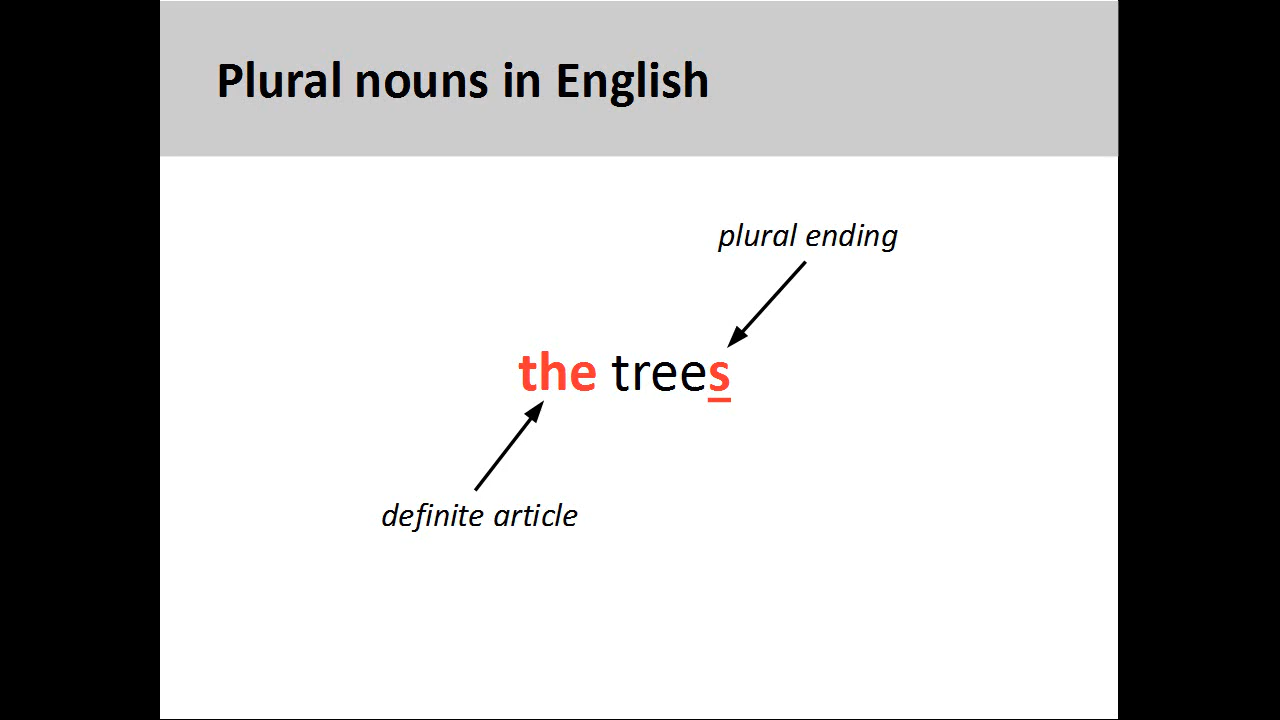 Plural nouns in English
plural ending
the trees
definite article